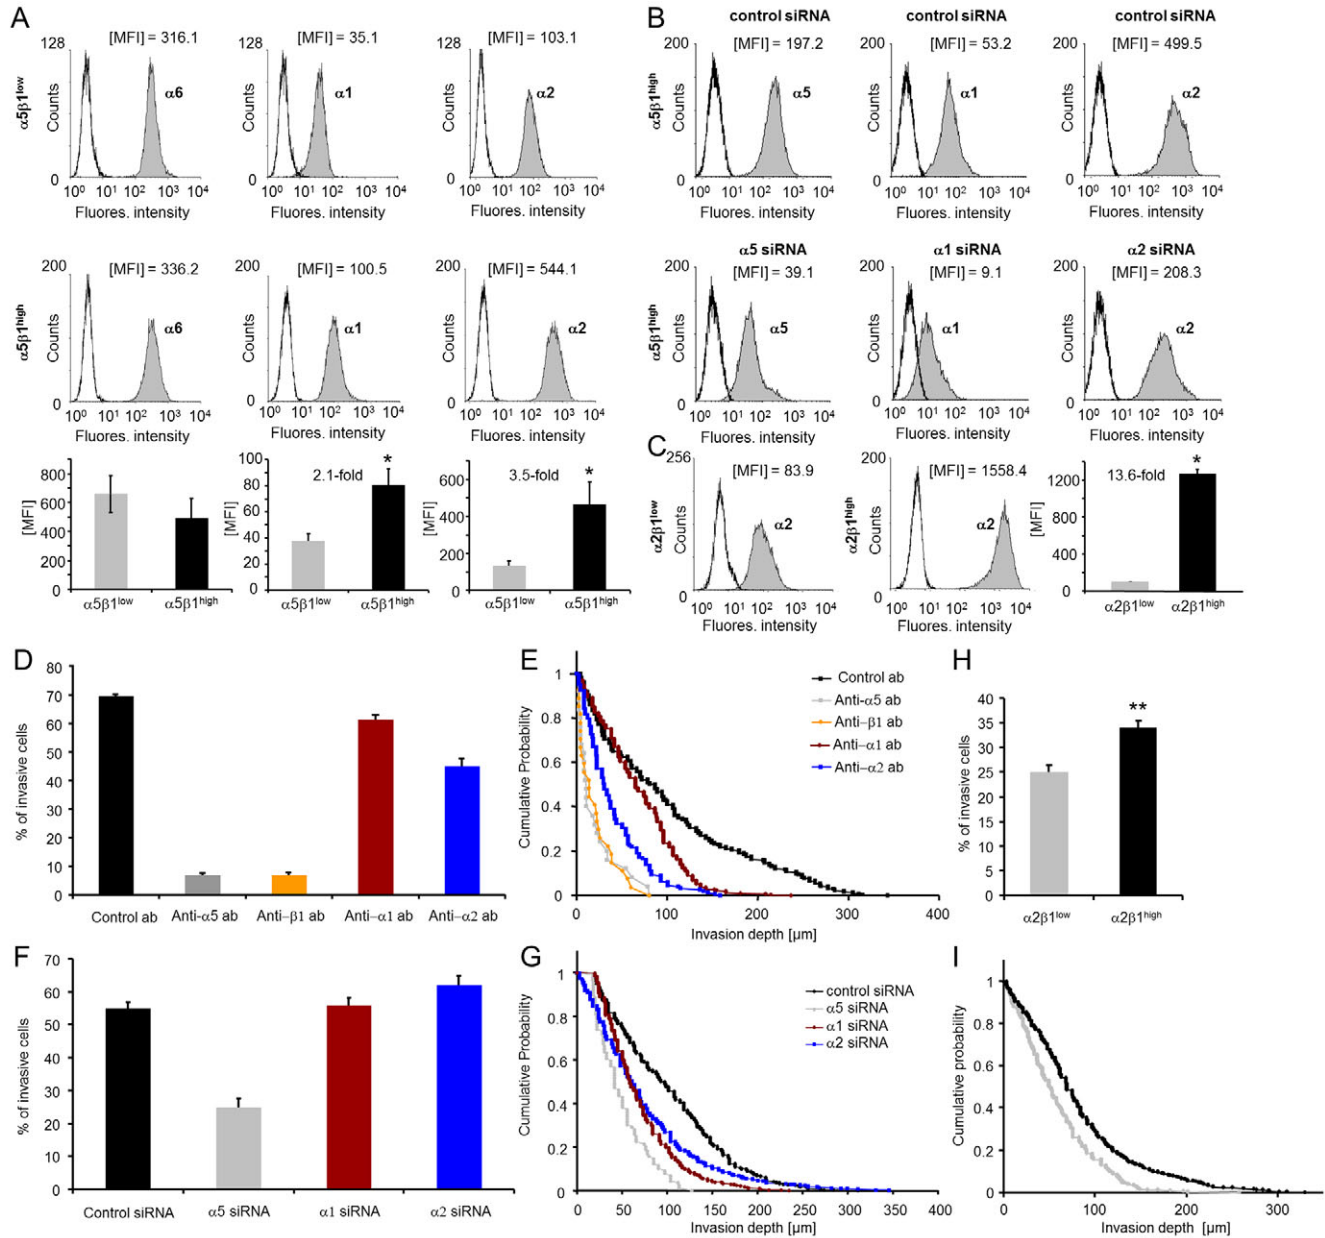 A
[MFI] = 316.1
[MFI] = 35.1
[MFI] = 103.1
α5β1low
Counts
128
0
α6
10⁰ 10¹ 10² 10³ 10⁴
Fluores. intensity
Counts
128
0
α1
10⁰ 10¹ 10² 10³ 10⁴
Fluores. intensity
Counts
128
0
α2
10⁰ 10¹ 10² 10³ 10⁴
Fluores. intensity
[MFI] = 336.2
[MFI] = 100.5
[MFI] = 544.1
α5β1high
Counts
200
0
α6
10⁰ 10¹ 10² 10³ 10⁴
Fluores. intensity
Counts
200
0
α1
10⁰ 10¹ 10² 10³ 10⁴
Fluores. intensity
Counts
200
0
α2
10⁰ 10¹ 10² 10³ 10⁴
Fluores. intensity
[MFI]
800
600
400
200
0
α5β1low α5β1high
[MFI]
100
80
60
40
20
0
2.1-fold *
α5β1low α5β1high
[MFI]
600
400
200
0
3.5-fold *
α5β1low α5β1high
B
control siRNA
control siRNA
control siRNA
[MFI] = 197.2
[MFI] = 53.2
[MFI] = 499.5
α5β1high
Counts
200
0
α5
10⁰ 10¹ 10² 10³ 10⁴
Fluores. intensity
Counts
200
0
α1
10⁰ 10¹ 10² 10³ 10⁴
Fluores. intensity
Counts
200
0
α2
10⁰ 10¹ 10² 10³ 10⁴
Fluores. intensity
α5 siRNA
α1 siRNA
α2 siRNA
[MFI] = 39.1
[MFI] = 9.1
[MFI] = 208.3
α5β1high
Counts
200
0
α5
10⁰ 10¹ 10² 10³ 10⁴
Fluores. intensity
Counts
200
0
α1
10⁰ 10¹ 10² 10³ 10⁴
Fluores. intensity
Counts
200
0
α2
10⁰ 10¹ 10² 10³ 10⁴
Fluores. intensity
C
α2β1low
Counts
256
0
[MFI] = 83.9
α2
10⁰ 10¹ 10² 10³ 10⁴
Fluores. intensity
α2β1high
Counts
200
0
[MFI] = 1558.4
α2
10⁰ 10¹ 10² 10³ 10⁴
Fluores. intensity
[MFI]
1200
800
400
0
13.6-fold *
α2β1low α2β1high
D
% of invasive cells
80
70
60
50
40
30
20
10
0
Control ab Anti-α5 ab Anti–β1 ab Anti–α1 ab Anti–α2 ab
E
Cumulative Probability
1
0.8
0.6
0.4
0.2
0
Control ab
Anti-α5 ab
Anti–β1 ab
Anti–α1 ab
Anti–α2 ab
0 100 200 300 400
Invasion depth [µm]
H
% of invasive cells
40
35
30
25
20
15
10
5
0
**
α2β1low α2β1high
F
% of invasive cells
70
60
50
40
30
20
10
0
Control siRNA α5 siRNA α1 siRNA α2 siRNA
G
Cumulative Probability
1
0.8
0.6
0.4
0.2
0
control siRNA
α5 siRNA
α1 siRNA
α2 siRNA
0 50 100 150 200 250 300 350 400
Invasion depth [µm]
I
Cumulative probability
1
0.8
0.6
0.4
0.2
0
0 100 200 300
Invasion depth [µm]